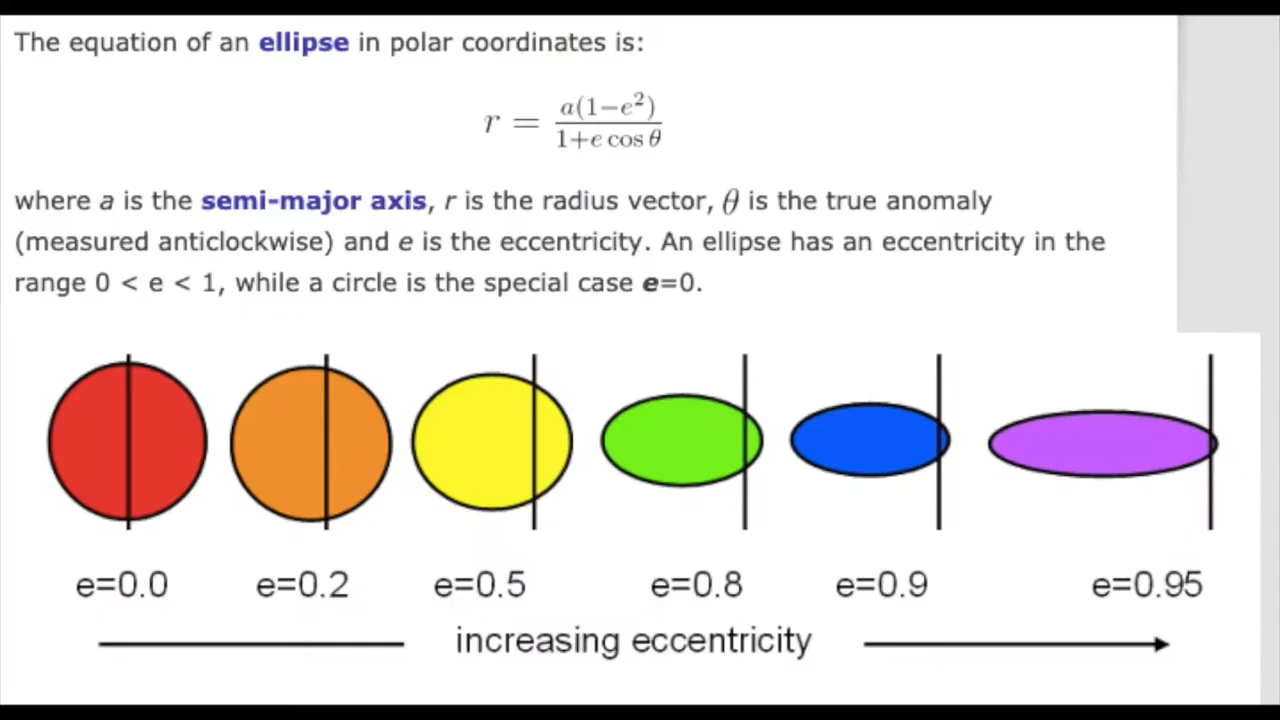 The equation of an ellipse in polar coordinates is:
r = a(1−e²) / 1+e cos θ
where a is the semi-major axis, r is the radius vector, θ is the true anomaly
(measured anticlockwise) and e is the eccentricity. An ellipse has an eccentricity in the
range 0 < e < 1, while a circle is the special case e=0.
e=0.0 e=0.2 e=0.5 e=0.8 e=0.9 e=0.95
increasing eccentricity